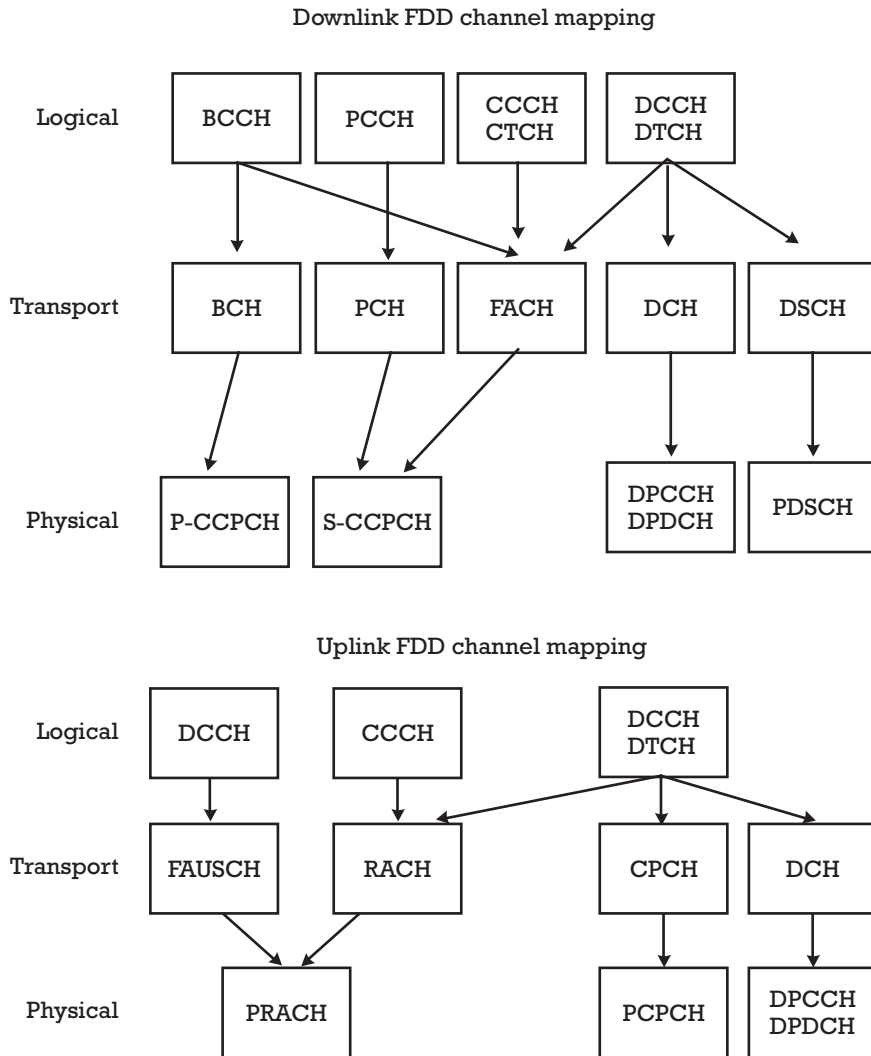 Downlink FDD channel mapping
Logical
BCCH
PCCH
CCCH
CTCH
DCCH
DTCH
Transport
BCH
PCH
FACH
DCH
DSCH
Physical
P-CCPCH
S-CCPCH
DPCCH
DPDCH
PDSCH
Uplink FDD channel mapping
Logical
DCCH
CCCH
DCCH
DTCH
Transport
FAUSCH
RACH
CPCH
DCH
Physical
PRACH
PCPCH
DPCCH
DPDCH